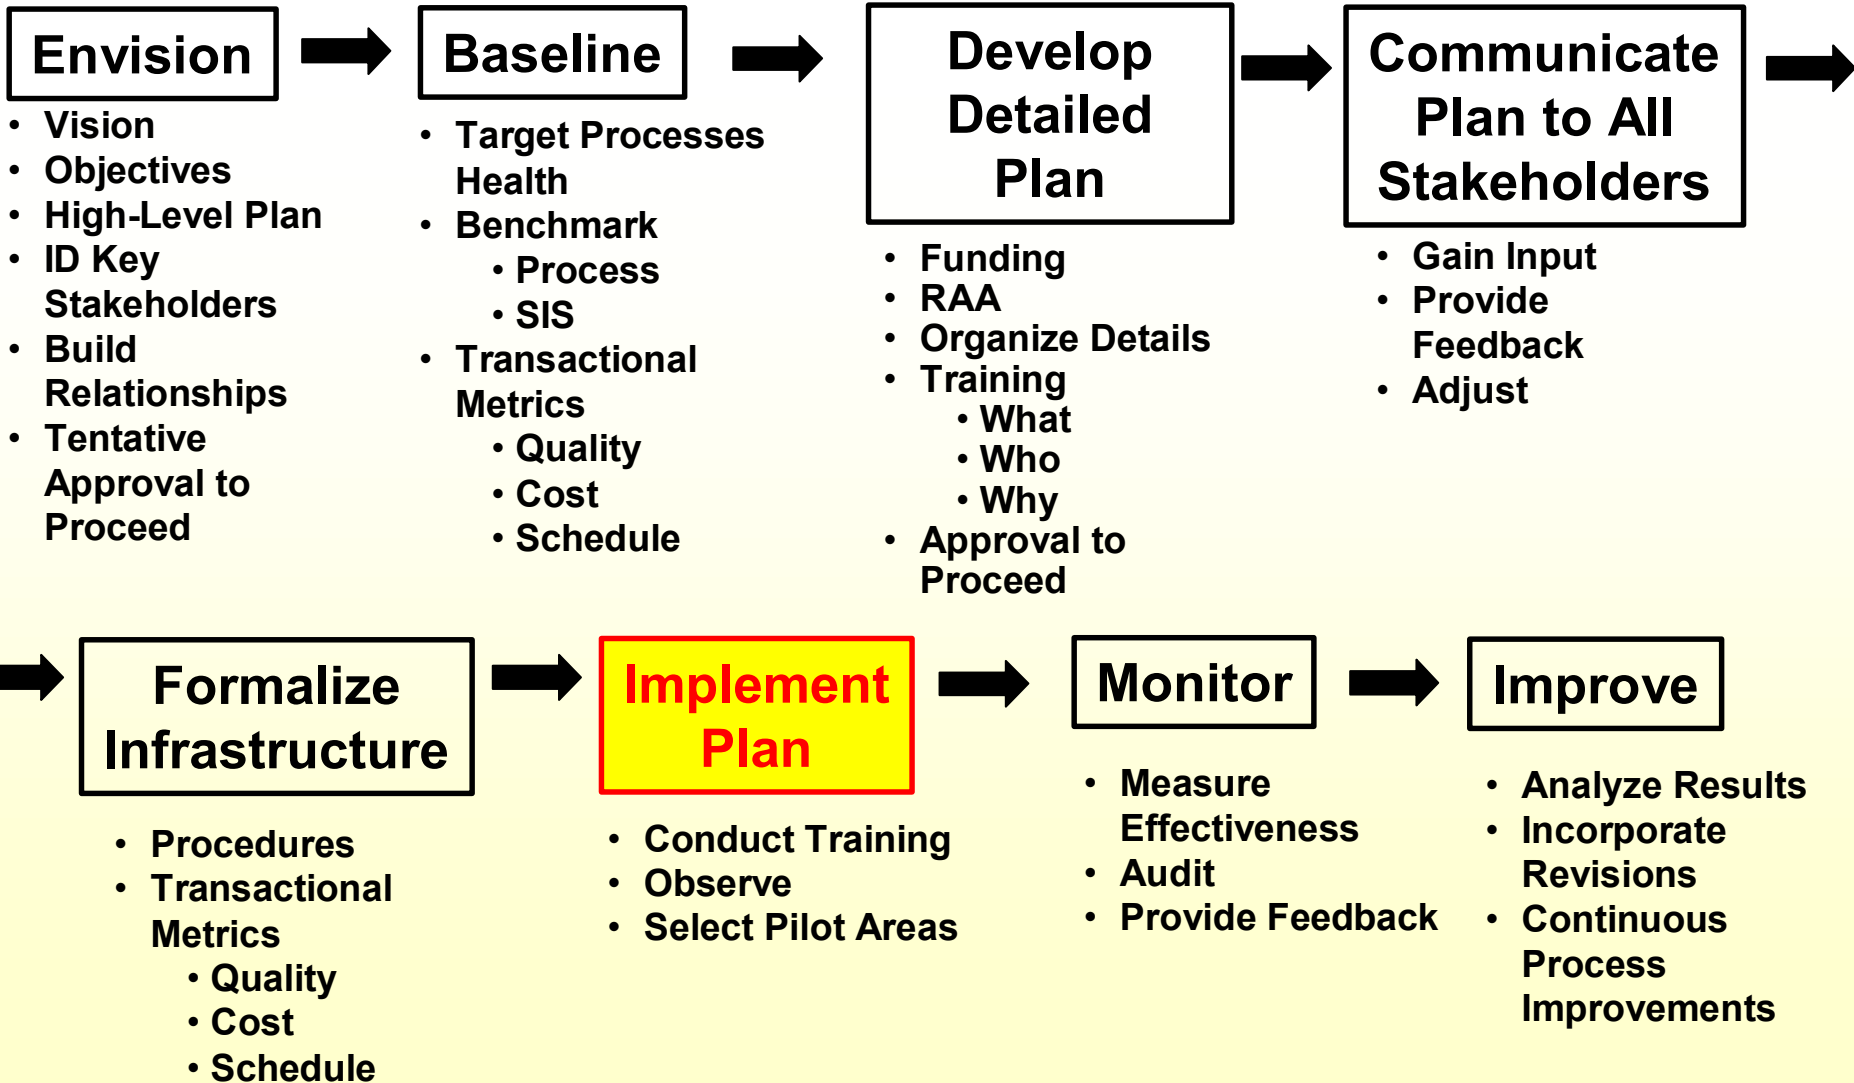 Envision
• Vision
• Objectives
• High-Level Plan
• ID Key
Stakeholders
• Build
Relationships
• Tentative
Approval to
Proceed
Baseline
• Target Processes
Health
• Benchmark
• Process
• SIS
• Transactional
Metrics
• Quality
• Cost
• Schedule
Develop
Detailed
Plan
• Funding
• RAA
• Organize Details
• Training
• What
• Who
• Why
• Approval to
Proceed
Communicate
Plan to All
Stakeholders
• Gain Input
• Provide
Feedback
• Adjust
Formalize
Infrastructure
• Procedures
• Transactional
Metrics
• Quality
• Cost
• Schedule
Implement
Plan
• Conduct Training
• Observe
• Select Pilot Areas
Monitor
• Measure
Effectiveness
• Audit
• Provide Feedback
Improve
• Analyze Results
• Incorporate
Revisions
• Continuous
Process
Improvements